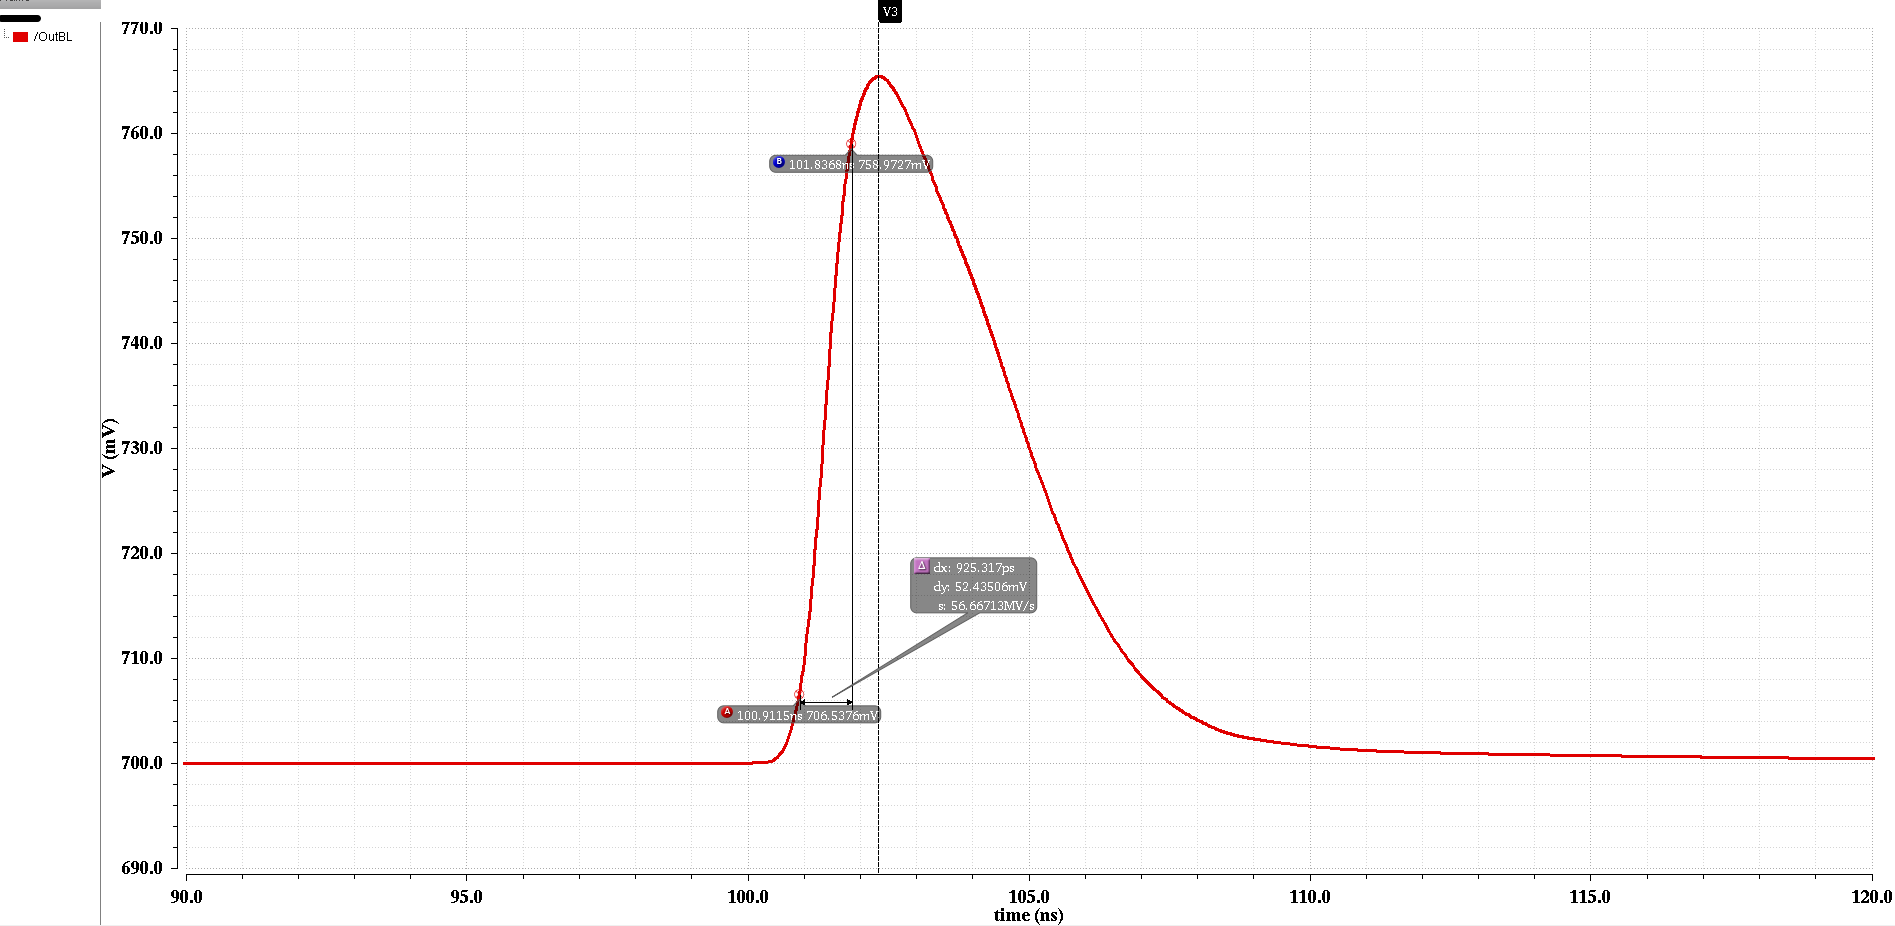 V3
/OutBL
770.0
760.0
B 101.8368ns 758.9727mV
750.0
740.0
730.0
V (mV)
720.0
Δ dx: 925.317ps
dy: 52.43506mV
s: 56.66713MV/s
710.0
A 100.9115ns 706.5376mV
700.0
690.0
90.0 95.0 100.0 105.0 110.0 115.0 120.0
time (ns)